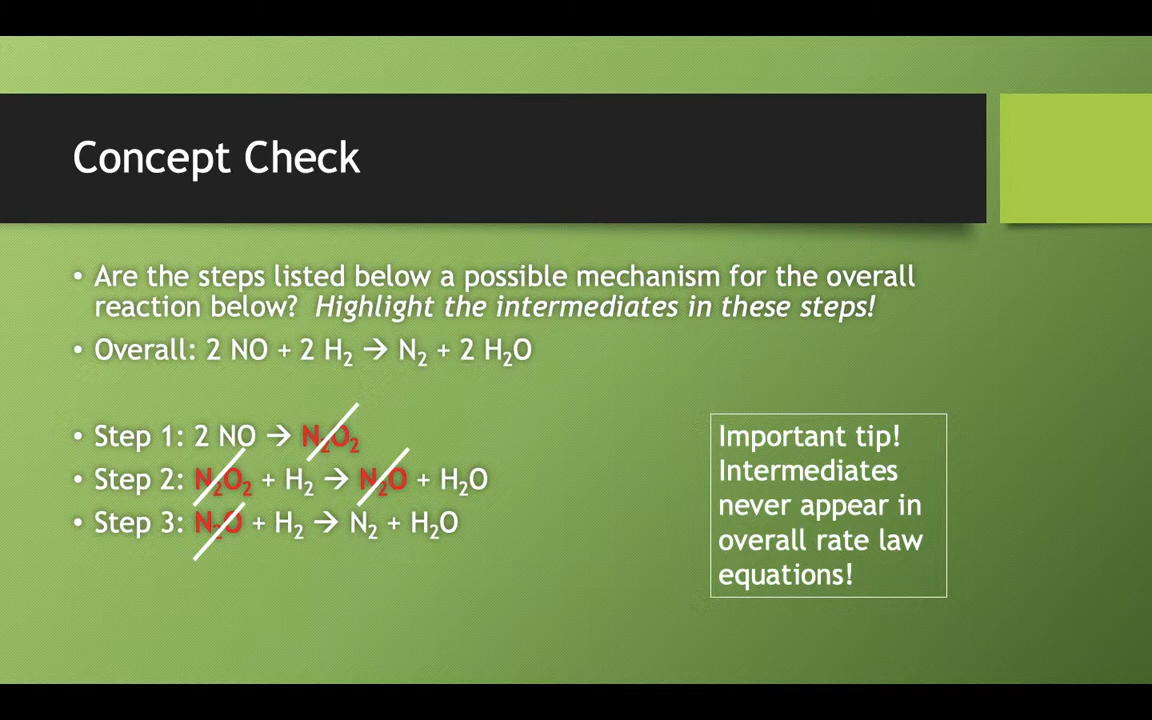 Concept Check
• Are the steps listed below a possible mechanism for the overall
reaction below? Highlight the intermediates in these steps!
• Overall: 2 NO + 2 H₂ → N₂ + 2 H₂O
• Step 1: 2 NO → N₂O₂
• Step 2: N₂O₂ + H₂ → N₂O + H₂O
• Step 3: N₂O + H₂ → N₂ + H₂O
Important tip!
Intermediates
never appear in
overall rate law
equations!